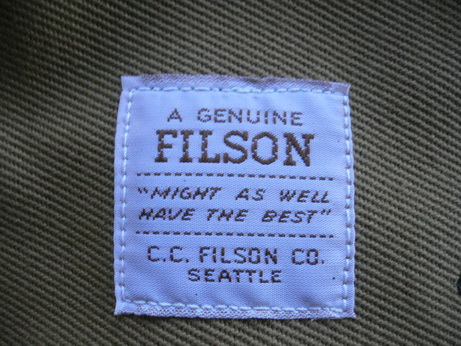 A GENUINE
FILSON
"MIGHT AS WELL
HAVE THE BEST"
C.C. FILSON CO.
SEATTLE